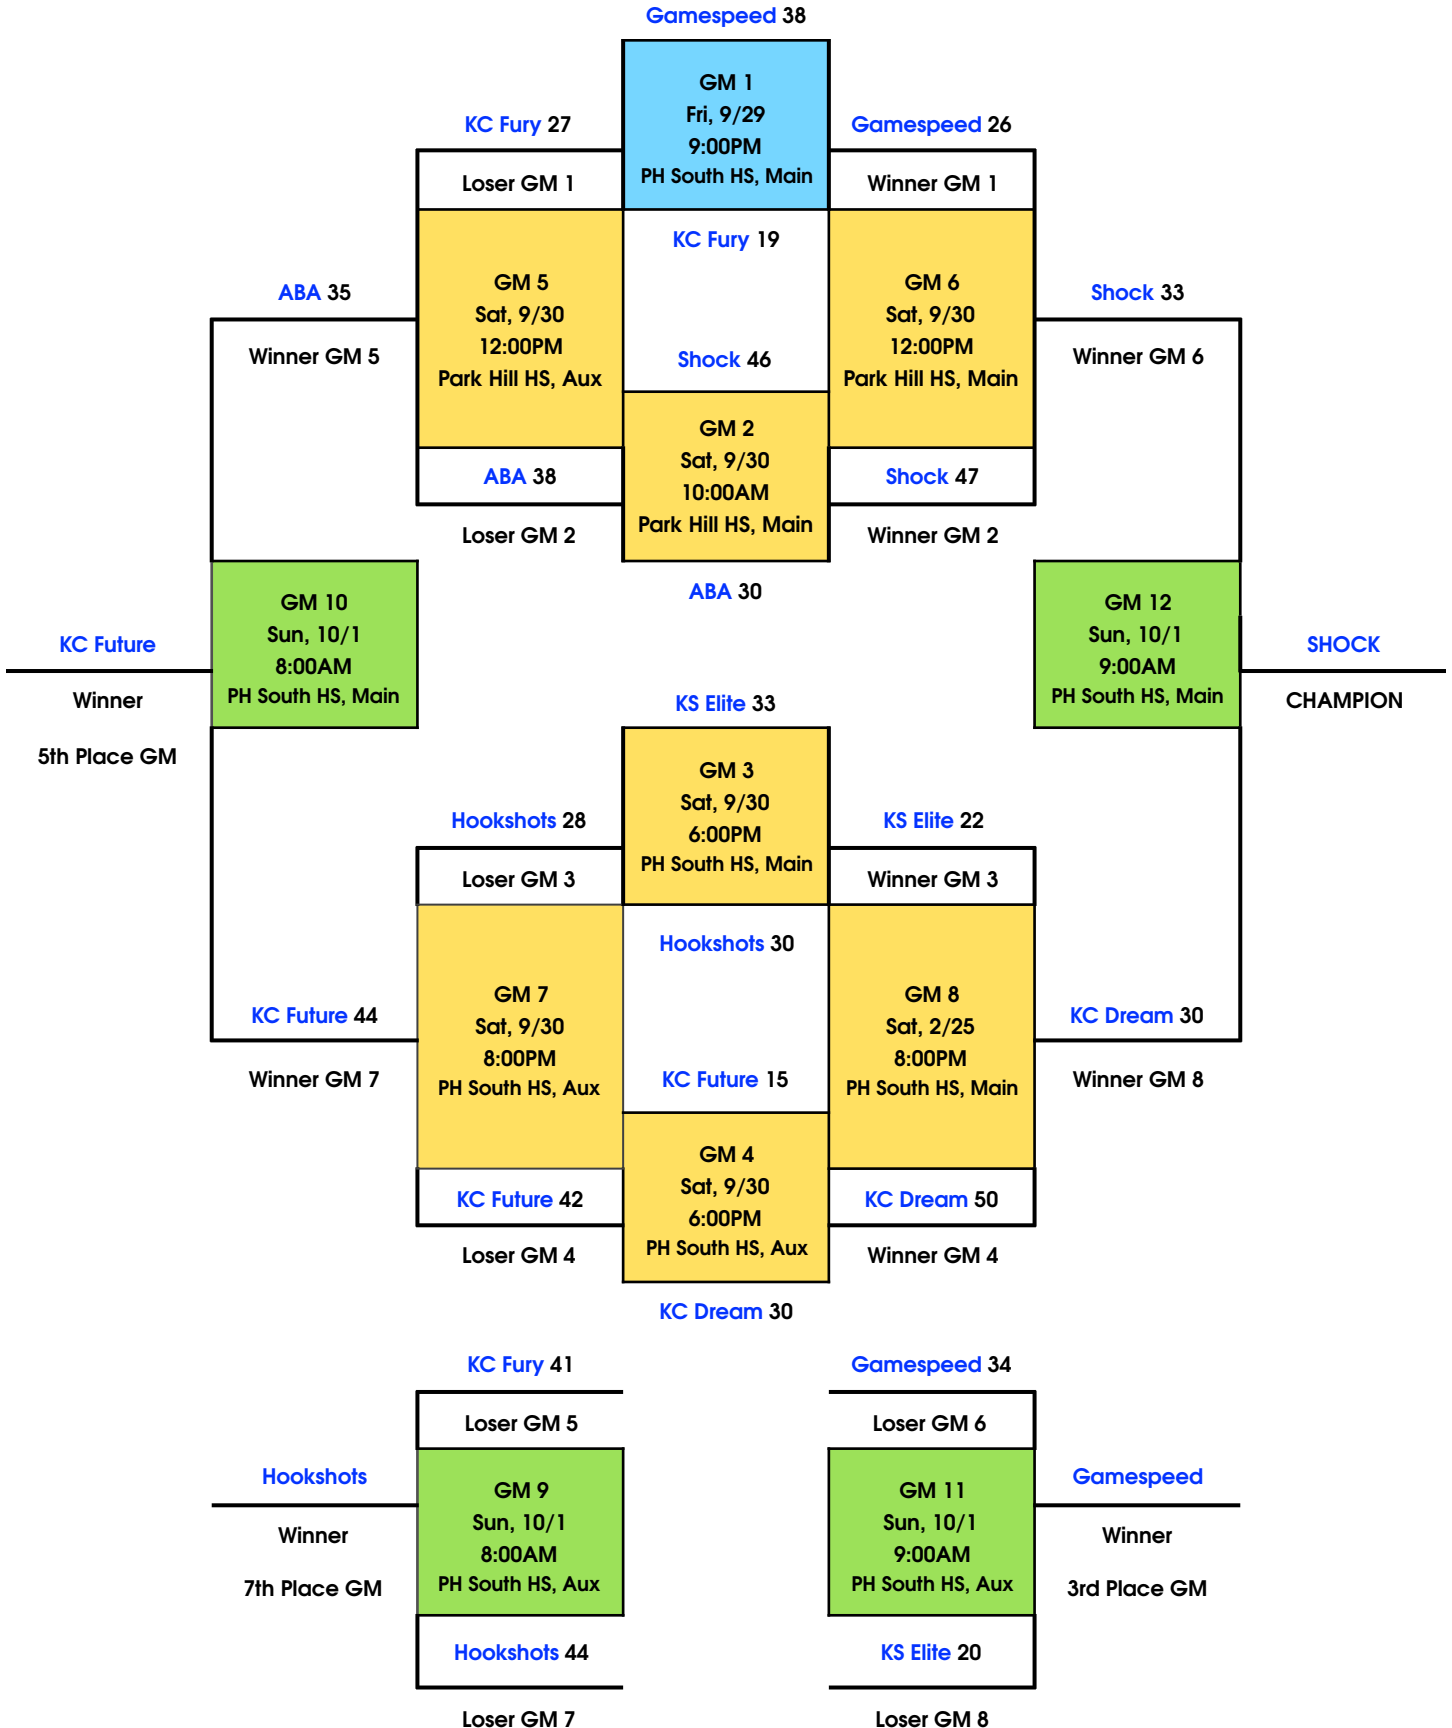 Gamespeed 38
GM 1
Fri, 9/29
9:00PM
PH South HS, Main
KC Fury 27
Gamespeed 26
Loser GM 1
Winner GM 1
KC Fury 19
GM 5
Sat, 9/30
12:00PM
Park Hill HS, Aux
GM 6
Sat, 9/30
12:00PM
Park Hill HS, Main
ABA 35
Shock 33
Winner GM 5
Winner GM 6
Shock 46
GM 2
Sat, 9/30
10:00AM
Park Hill HS, Main
ABA 38
Shock 47
Loser GM 2
Winner GM 2
ABA 30
GM 10
Sun, 10/1
8:00AM
PH South HS, Main
GM 12
Sun, 10/1
9:00AM
PH South HS, Main
KC Future
SHOCK
Winner
CHAMPION
5th Place GM
KS Elite 33
GM 3
Sat, 9/30
6:00PM
PH South HS, Main
Hookshots 28
KS Elite 22
Loser GM 3
Winner GM 3
Hookshots 30
GM 7
Sat, 9/30
8:00PM
PH South HS, Aux
GM 8
Sat, 2/25
8:00PM
PH South HS, Main
KC Future 44
KC Dream 30
Winner GM 7
Winner GM 8
KC Future 15
GM 4
Sat, 9/30
6:00PM
PH South HS, Aux
KC Future 42
KC Dream 50
Loser GM 4
Winner GM 4
KC Dream 30
KC Fury 41
Gamespeed 34
Loser GM 5
Loser GM 6
GM 9
Sun, 10/1
8:00AM
PH South HS, Aux
GM 11
Sun, 10/1
9:00AM
PH South HS, Aux
Hookshots
Gamespeed
Winner
Winner
7th Place GM
3rd Place GM
Hookshots 44
KS Elite 20
Loser GM 7
Loser GM 8